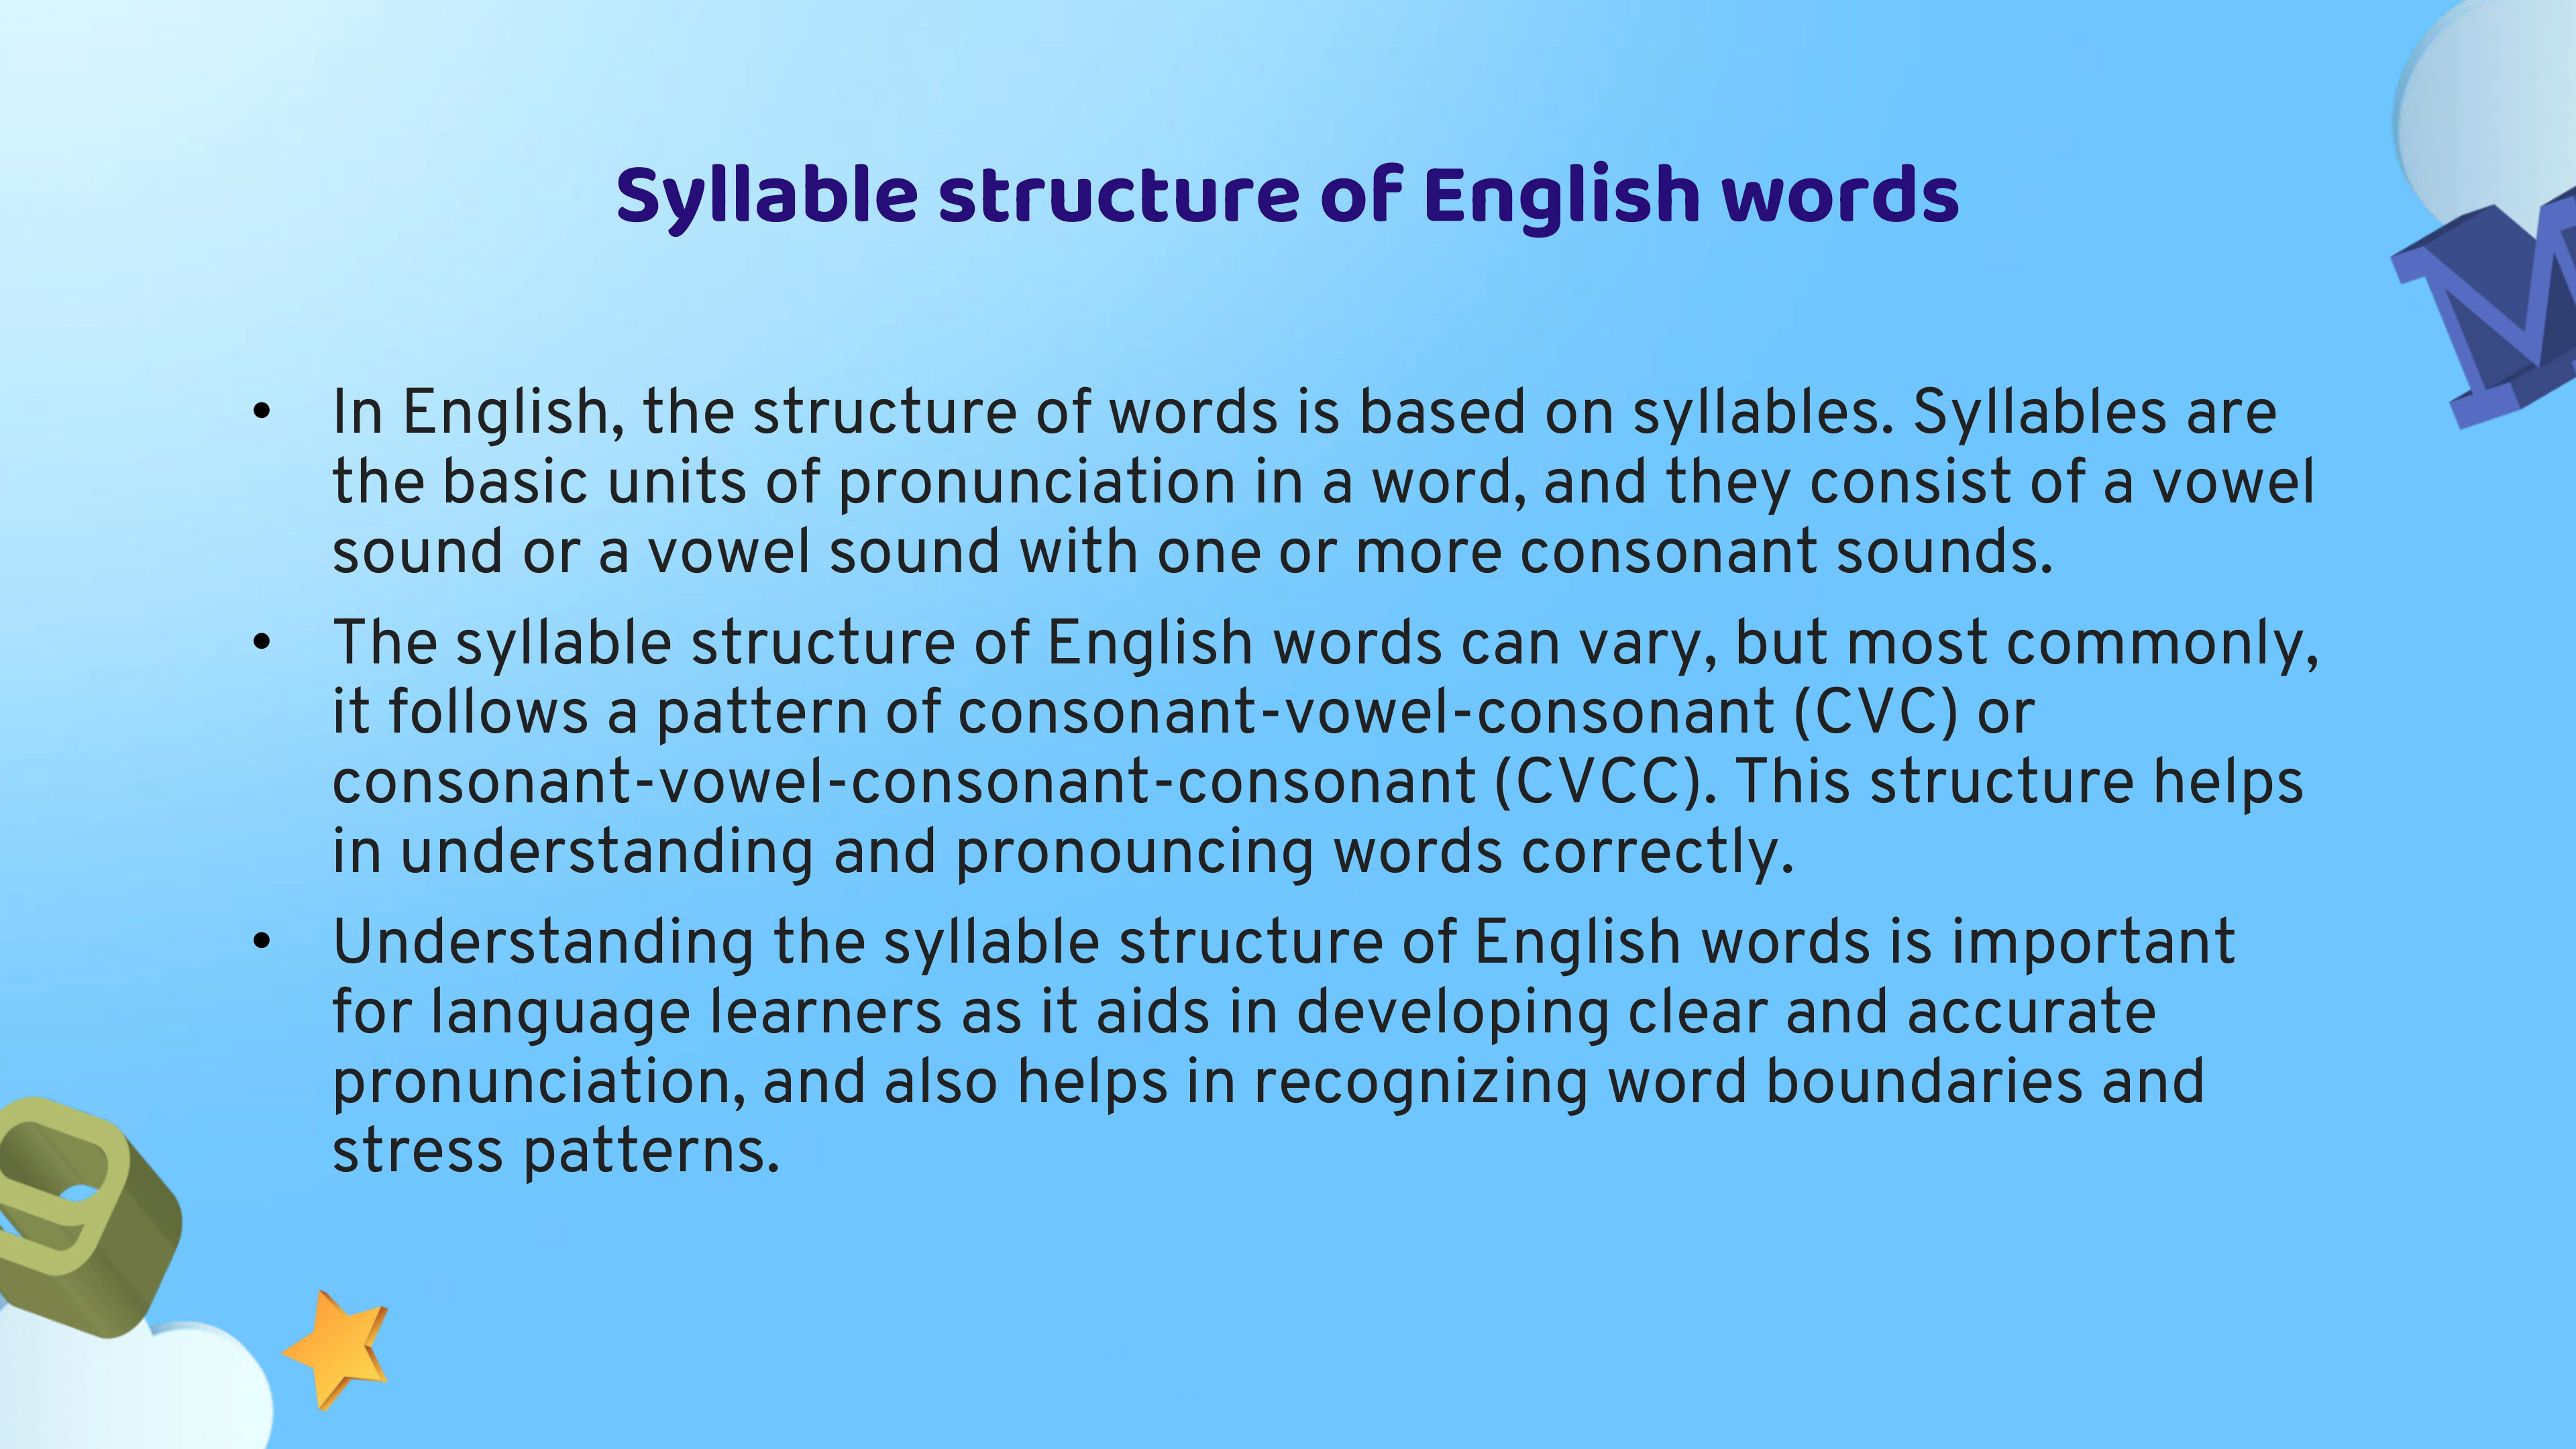 Syllable structure of English words
• In English, the structure of words is based on syllables. Syllables are
the basic units of pronunciation in a word, and they consist of a vowel
sound or a vowel sound with one or more consonant sounds.
• The syllable structure of English words can vary, but most commonly,
it follows a pattern of consonant-vowel-consonant (CVC) or
consonant-vowel-consonant-consonant (CVCC). This structure helps
in understanding and pronouncing words correctly.
• Understanding the syllable structure of English words is important
for language learners as it aids in developing clear and accurate
pronunciation, and also helps in recognizing word boundaries and
stress patterns.
M
9